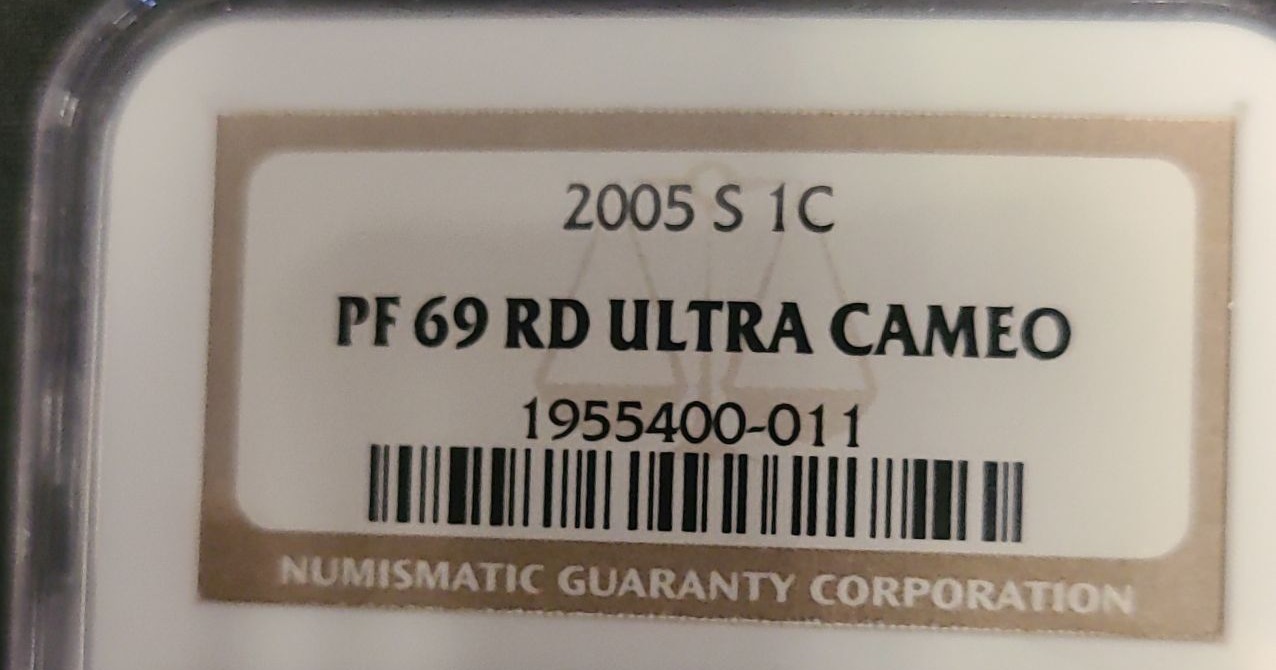 2005 S 1C
PF 69 RD ULTRA CAMEO
1955400-011
NUMISMATIC GUARANTY CORPORATION